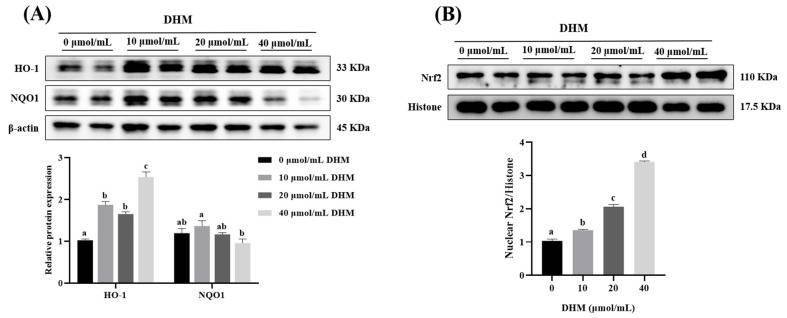 (A)
DHM
0 μmol/mL 10 μmol/mL 20 μmol/mL 40 μmol/mL
HO-1 33 KDa
NQO1 30 KDa
β-actin 45 KDa
Relative protein expression
3
2
1
0
a b b c
ab a ab b
HO-1 NQO1
0 μmol/mL DHM
10 μmol/mL DHM
20 μmol/mL DHM
40 μmol/mL DHM
(B)
DHM
0 μmol/mL 10 μmol/mL 20 μmol/mL 40 μmol/mL
Nrf2 110 KDa
Histone 17.5 KDa
Nuclear Nrf2/Histone
4
3
2
1
0
a b c d
0 10 20 40
DHM (μmol/mL)